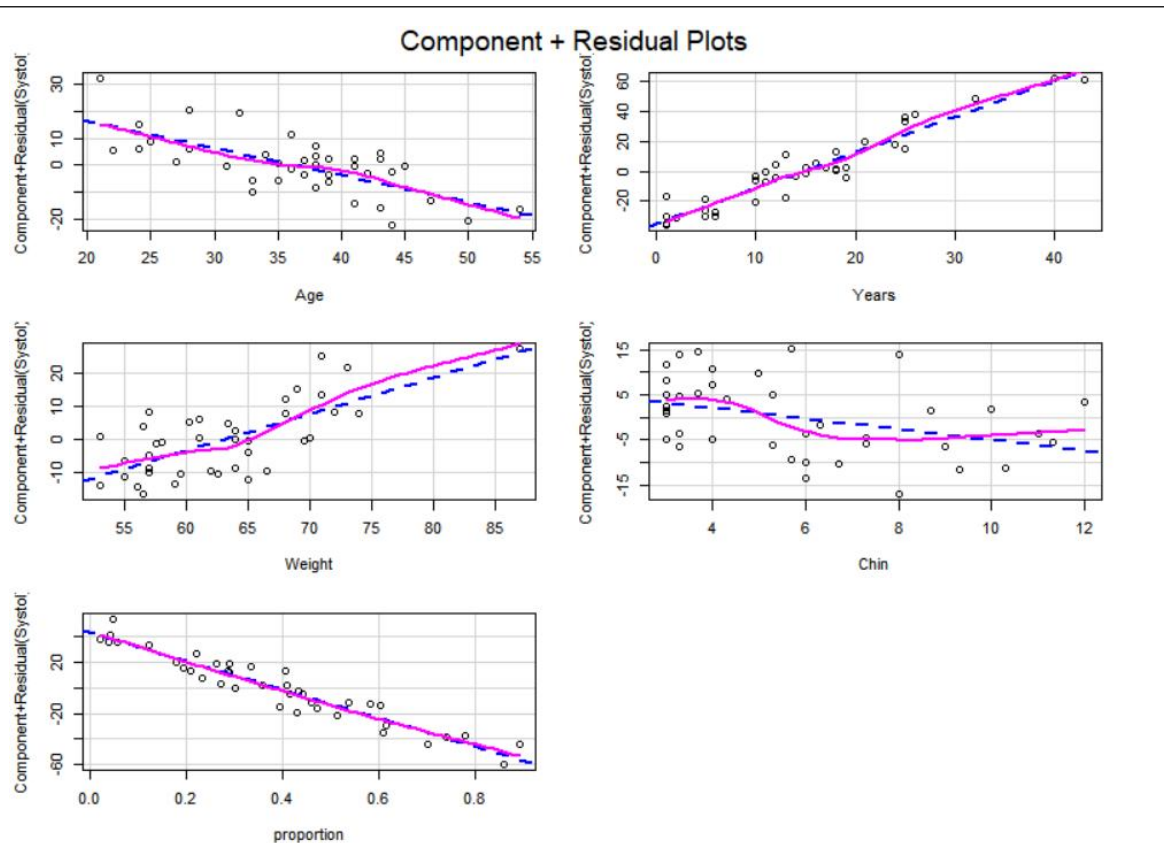 Component + Residual Plots
Component+Residual(Systol)
30
10
0
-20
20 25 30 35 40 45 50 55
Age
Component+Residual(Systol)
60
40
20
0
-20
0 10 20 30 40
Years
Component+Residual(Systol)
20
10
0
-10
55 60 65 70 75 80 85
Weight
Component+Residual(Systol)
15
5
-5
-15
4 6 8 10 12
Chin
Component+Residual(Systol)
20
-20
-60
0.0 0.2 0.4 0.6 0.8
proportion